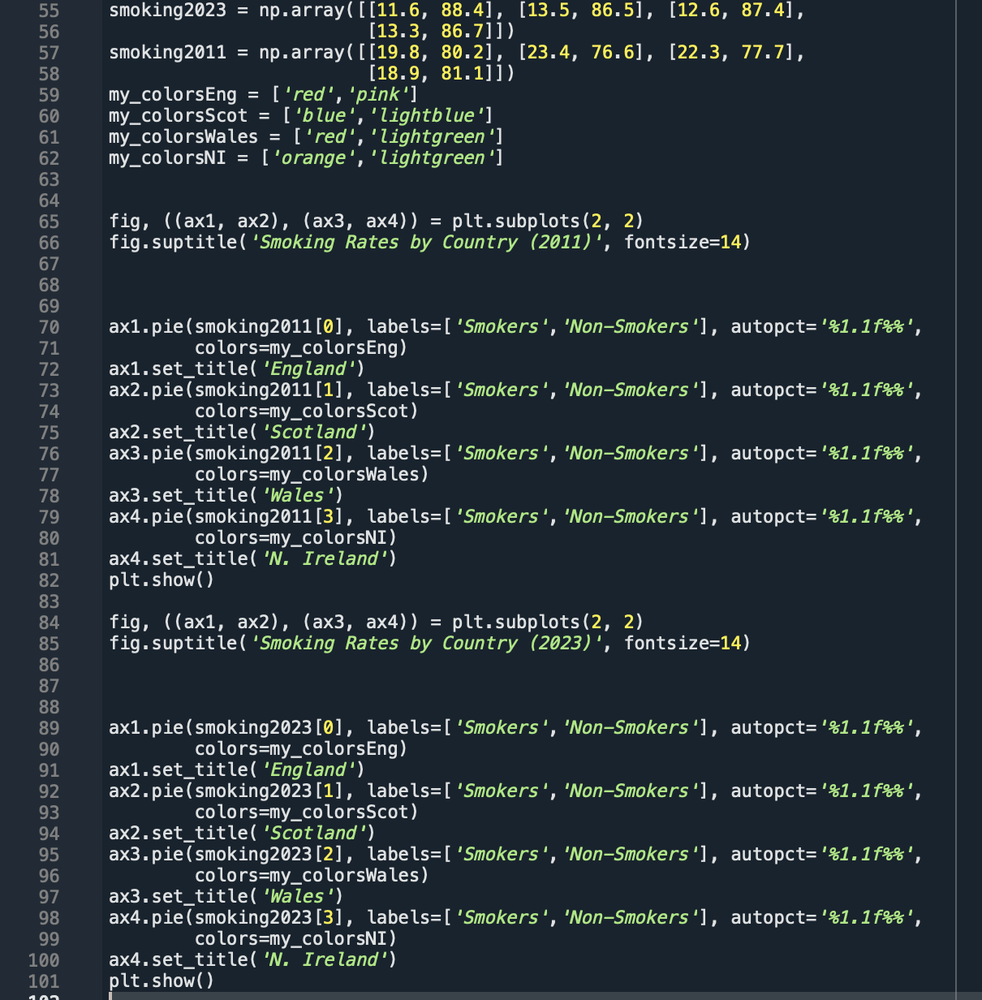 55 smoking2023 = np.array([[11.6, 88.4], [13.5, 86.5], [12.6, 87.4],
56 [13.3, 86.7]])
57 smoking2011 = np.array([[19.8, 80.2], [23.4, 76.6], [22.3, 77.7],
58 [18.9, 81.1]])
59 my_colorsEng = ['red','pink']
60 my_colorsScot = ['blue','lightblue']
61 my_colorsWales = ['red','lightgreen']
62 my_colorsNI = ['orange','lightgreen']
63
64
65 fig, ((ax1, ax2), (ax3, ax4)) = plt.subplots(2, 2)
66 fig.suptitle('Smoking Rates by Country (2011)', fontsize=14)
67
68
69
70 ax1.pie(smoking2011[0], labels=['Smokers','Non-Smokers'], autopct='%1.1f%%',
71 colors=my_colorsEng)
72 ax1.set_title('England')
73 ax2.pie(smoking2011[1], labels=['Smokers','Non-Smokers'], autopct='%1.1f%%',
74 colors=my_colorsScot)
75 ax2.set_title('Scotland')
76 ax3.pie(smoking2011[2], labels=['Smokers','Non-Smokers'], autopct='%1.1f%%',
77 colors=my_colorsWales)
78 ax3.set_title('Wales')
79 ax4.pie(smoking2011[3], labels=['Smokers','Non-Smokers'], autopct='%1.1f%%',
80 colors=my_colorsNI)
81 ax4.set_title('N. Ireland')
82 plt.show()
83
84 fig, ((ax1, ax2), (ax3, ax4)) = plt.subplots(2, 2)
85 fig.suptitle('Smoking Rates by Country (2023)', fontsize=14)
86
87
88
89 ax1.pie(smoking2023[0], labels=['Smokers','Non-Smokers'], autopct='%1.1f%%',
90 colors=my_colorsEng)
91 ax1.set_title('England')
92 ax2.pie(smoking2023[1], labels=['Smokers','Non-Smokers'], autopct='%1.1f%%',
93 colors=my_colorsScot)
94 ax2.set_title('Scotland')
95 ax3.pie(smoking2023[2], labels=['Smokers','Non-Smokers'], autopct='%1.1f%%',
96 colors=my_colorsWales)
97 ax3.set_title('Wales')
98 ax4.pie(smoking2023[3], labels=['Smokers','Non-Smokers'], autopct='%1.1f%%',
99 colors=my_colorsNI)
100 ax4.set_title('N. Ireland')
101 plt.show()
102